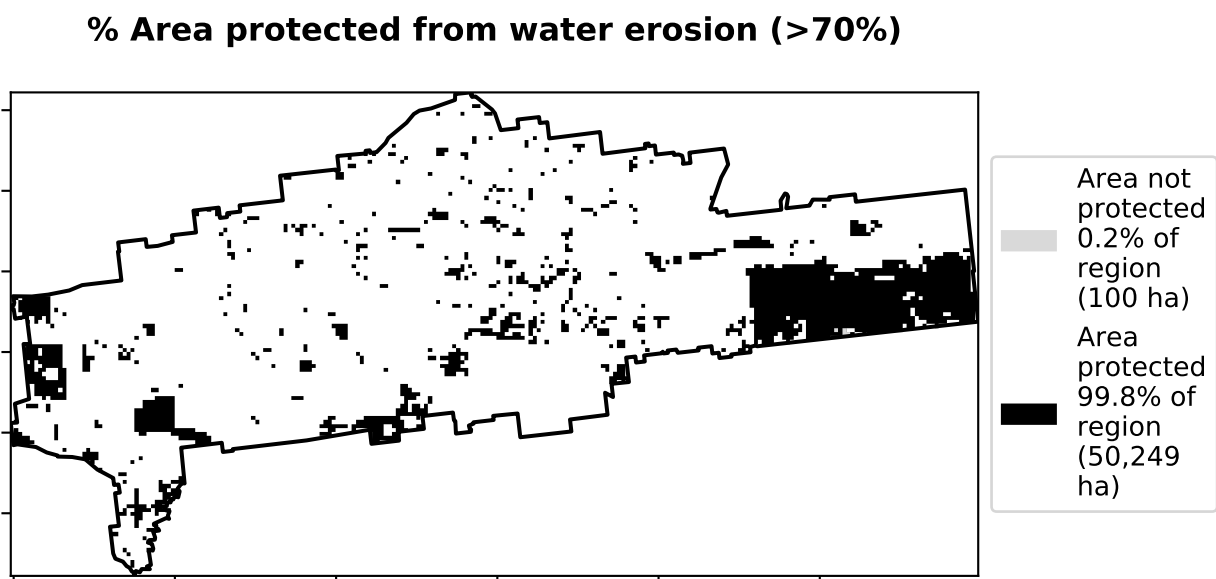 % Area protected from water erosion (>70%)
Area not
protected
0.2% of
region
(100 ha)
Area
protected
99.8% of
region
(50,249
ha)